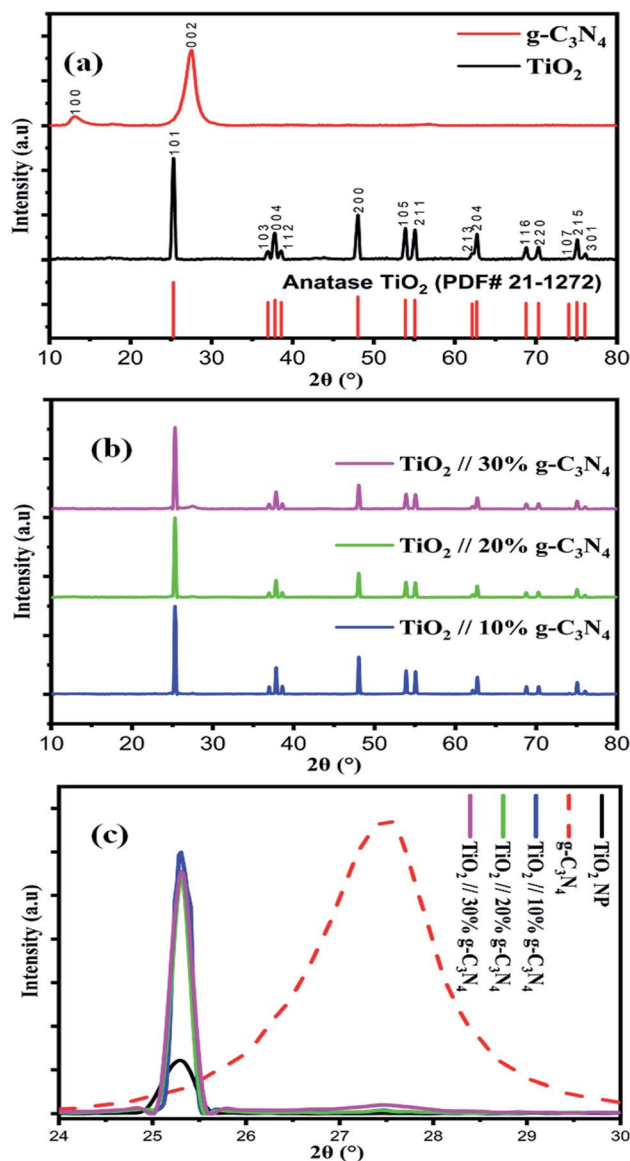 (a)
g-C₃N₄
TiO₂
100
002
101
103
004
112
200
105
211
213
204
116
220
107
215
301
Anatase TiO₂ (PDF# 21-1272)
Intensity (a.u)
10 20 30 40 50 60 70 80
2θ (°)
(b)
TiO₂ // 30% g-C₃N₄
TiO₂ // 20% g-C₃N₄
TiO₂ // 10% g-C₃N₄
Intensity (a.u)
10 20 30 40 50 60 70 80
2θ (°)
(c)
TiO₂ NP
g-C₃N₄
TiO₂ // 10% g-C₃N₄
TiO₂ // 20% g-C₃N₄
TiO₂ // 30% g-C₃N₄
Intensity (a.u)
24 25 26 27 28 29 30
2θ (°)